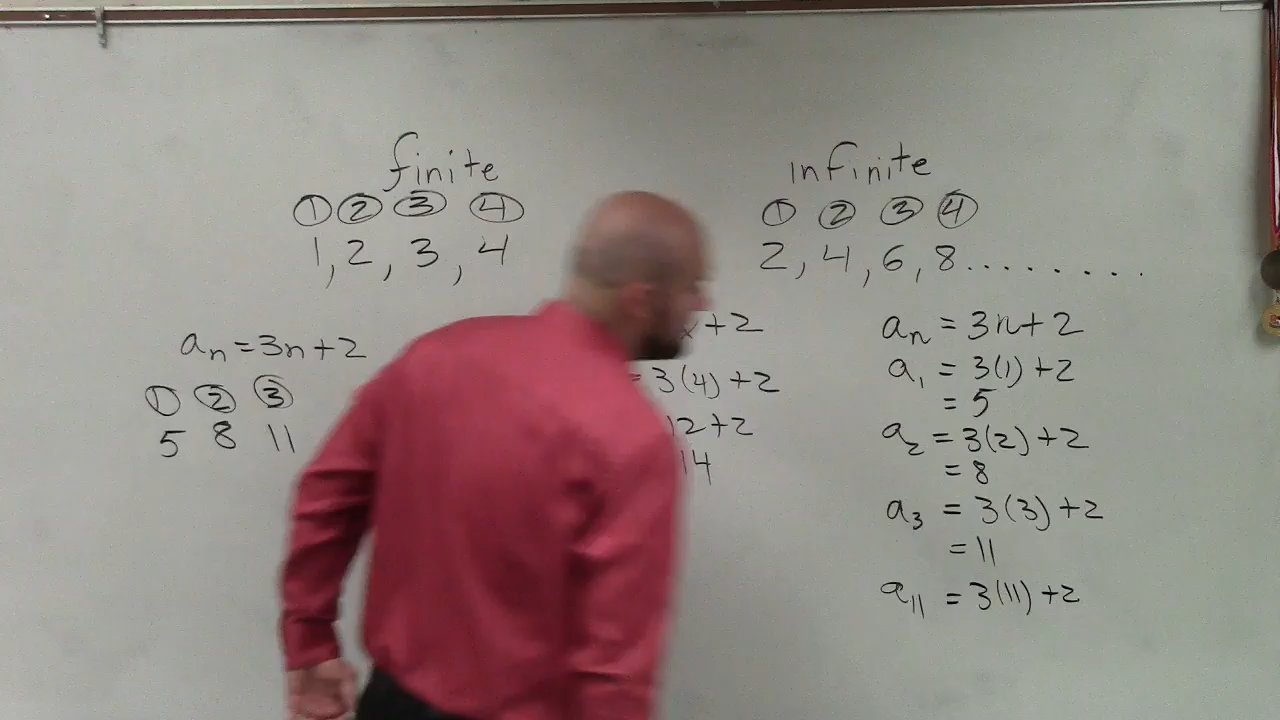 finite
① ② ③ ④
1, 2, 3, 4
infinite
① ② ③ ④
2, 4, 6, 8.........
aₙ = 3n + 2
① ② ③
5 8 11
x + 2
= 3(4) + 2
12 + 2
14
aₙ = 3n + 2
a₁ = 3(1) + 2
= 5
a₂ = 3(2) + 2
= 8
a₃ = 3(3) + 2
= 11
a₁₁ = 3(11) + 2